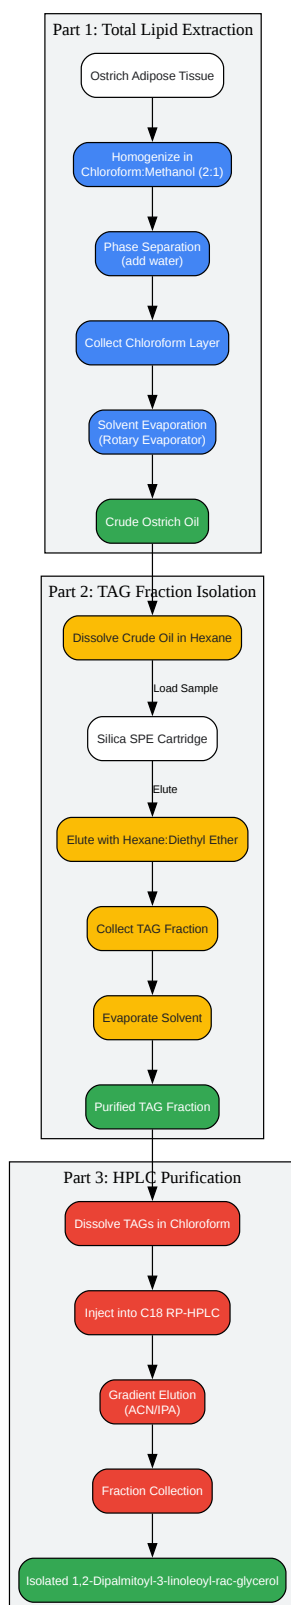 Part 1: Total Lipid Extraction
Ostrich Adipose Tissue
Homogenize in
Chloroform:Methanol (2:1)
Phase Separation
(add water)
Collect Chloroform Layer
Solvent Evaporation
(Rotary Evaporator)
Crude Ostrich Oil
Part 2: TAG Fraction Isolation
Dissolve Crude Oil in Hexane
Load Sample
Silica SPE Cartridge
Elute
Elute with Hexane:Diethyl Ether
Collect TAG Fraction
Evaporate Solvent
Purified TAG Fraction
Part 3: HPLC Purification
Dissolve TAGs in Chloroform
Inject into C18 RP-HPLC
Gradient Elution
(ACN/IPA)
Fraction Collection
Isolated 1,2-Dipalmitoyl-3-linoleoyl-rac-glycerol